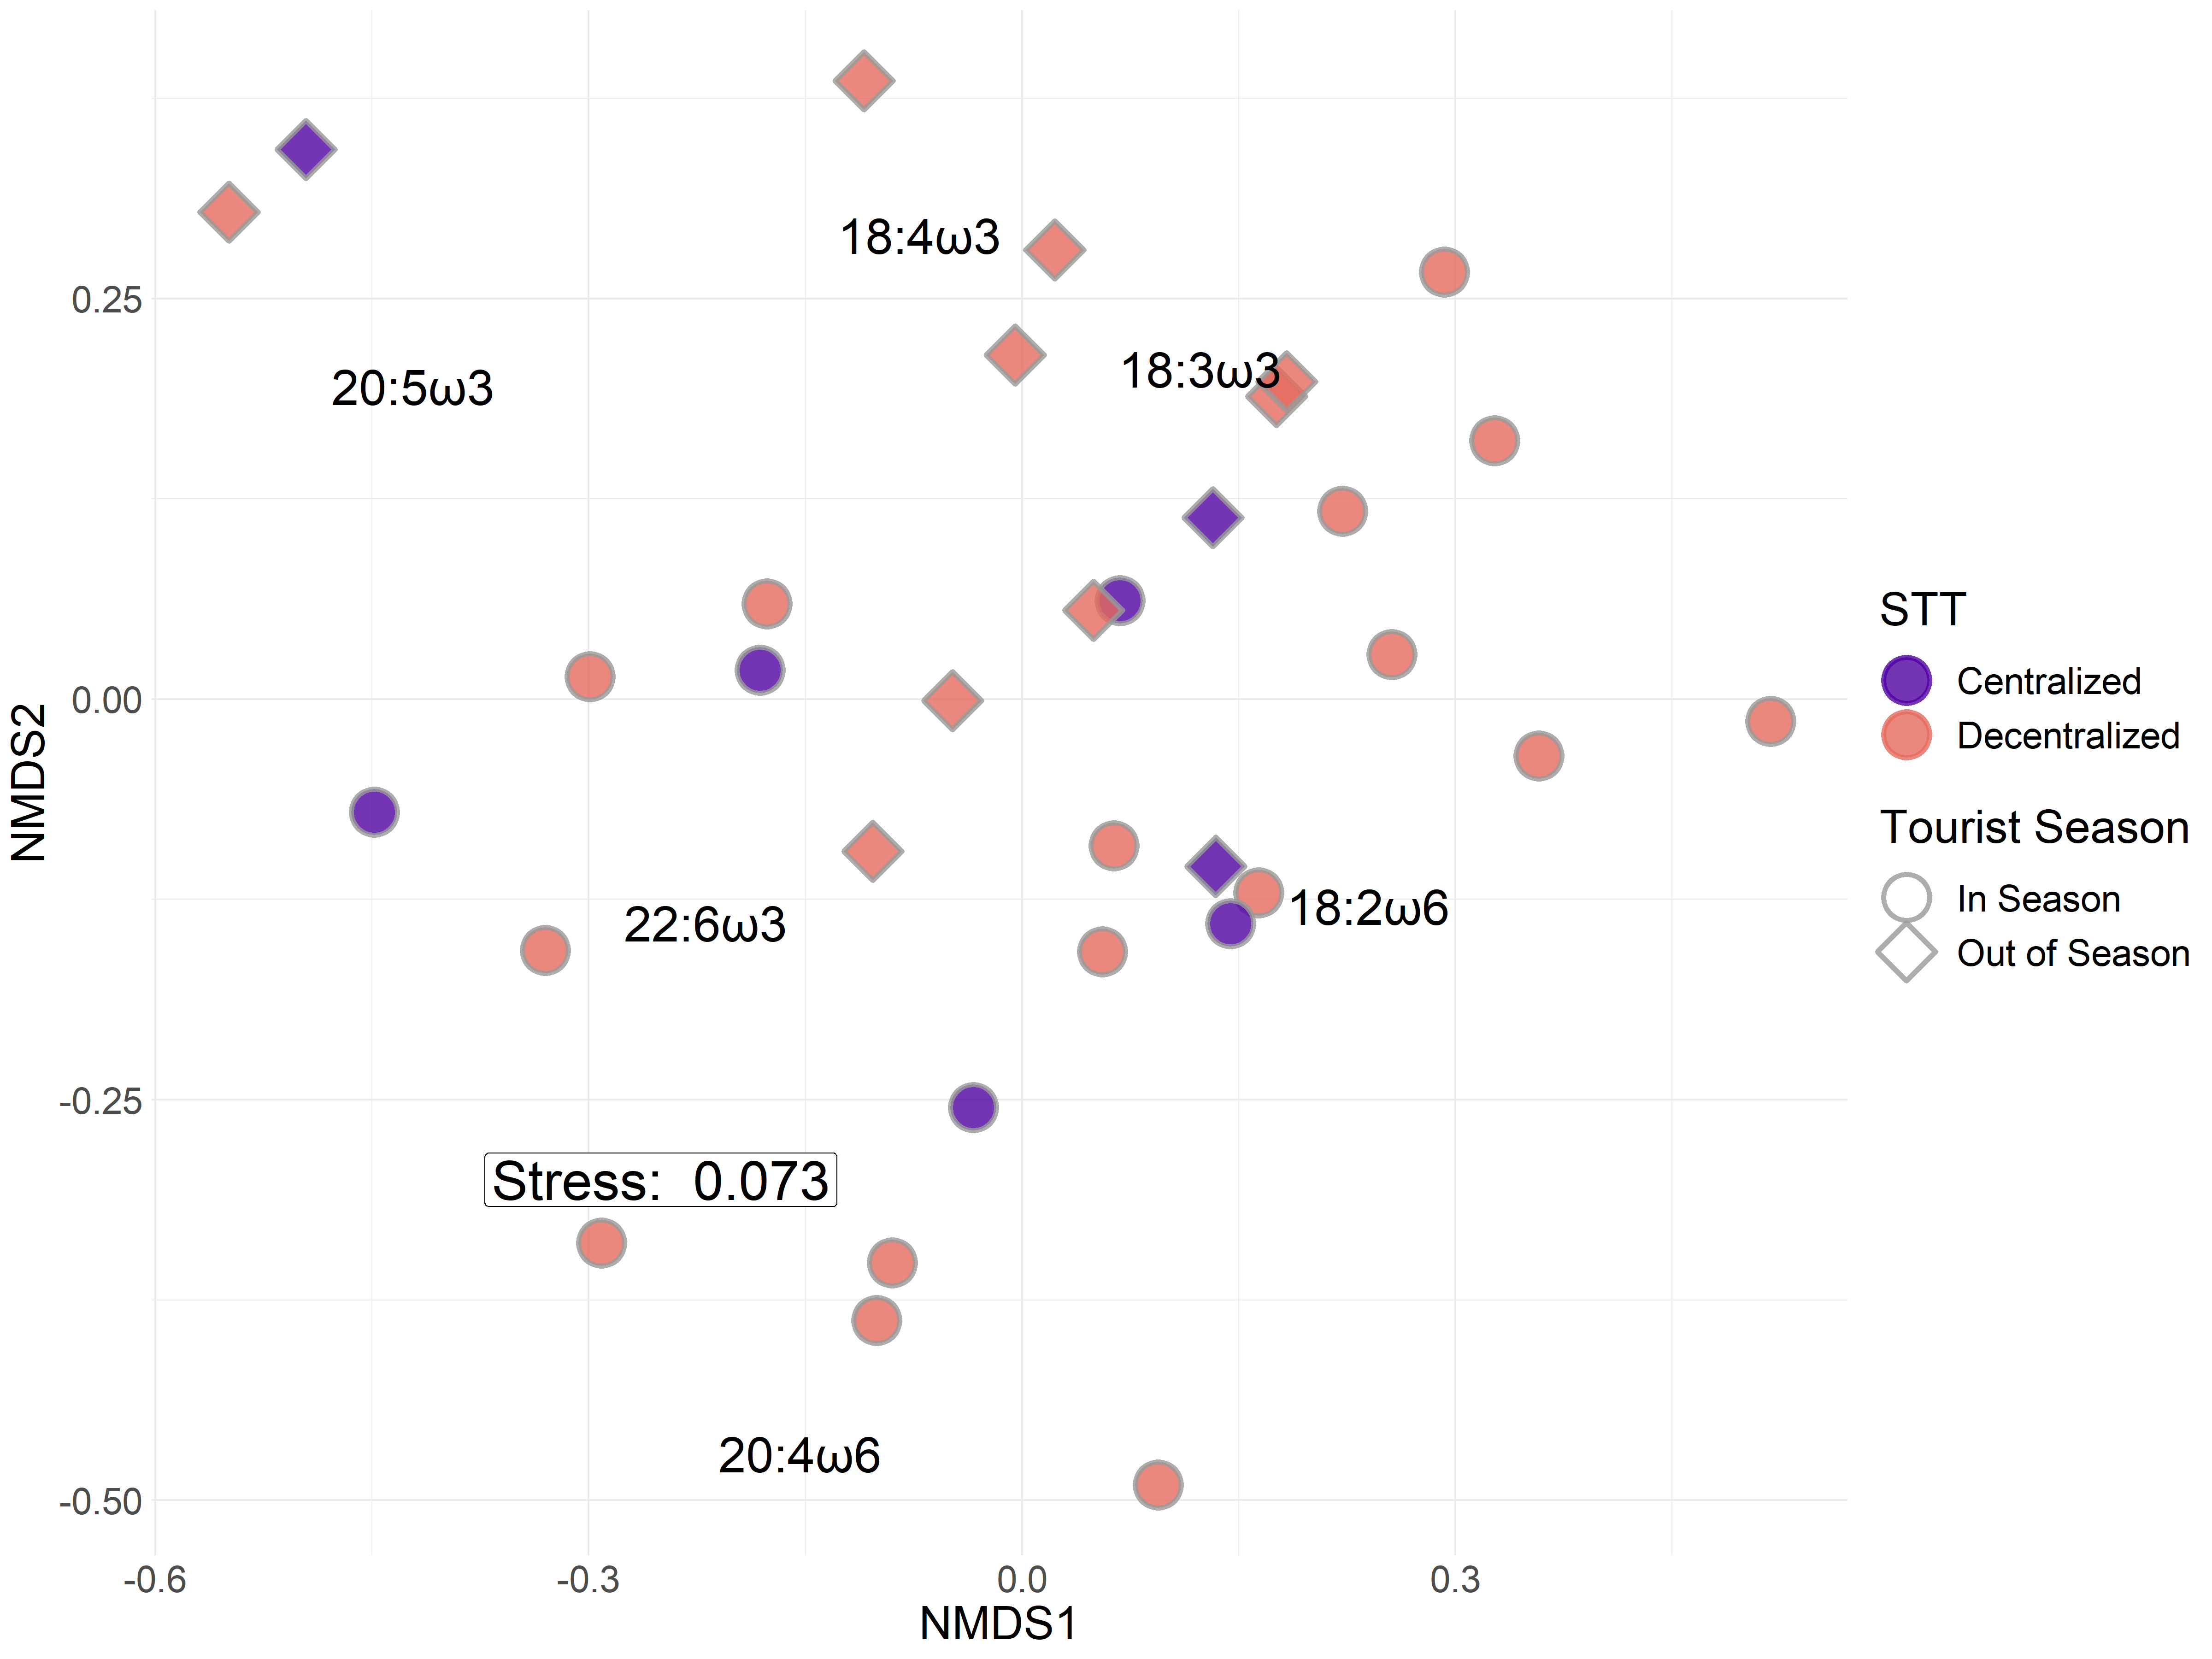 18:4ω3
0.25
18:3ω3
20:5ω3
STT
Centralized
0.00
Decentralized
NMDS2
Tourist Season
18:2ω6
In Season
22:6ω3
Out of Season
-0.25
Stress:  0.073
20:4ω6
-0.50
-0.6 -0.3 0.0 0.3
NMDS1